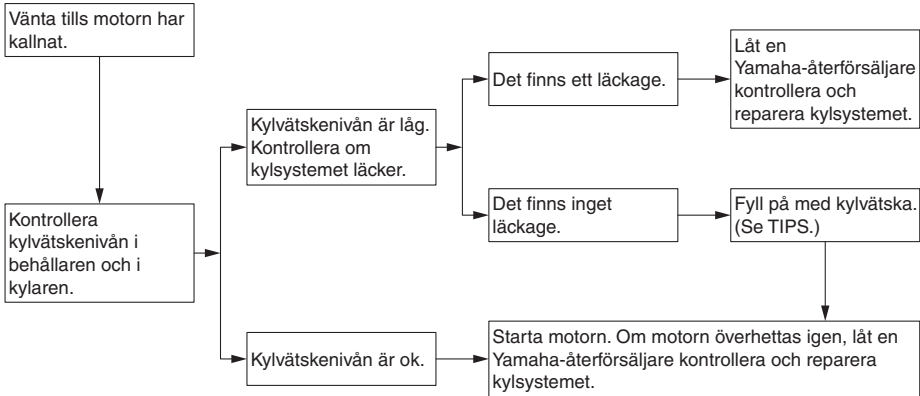 Vänta tills motorn har
kallnat.
Kontrollera
kylvätskenivån i
behållaren och i
kylaren.
Kylvätskenivån är låg.
Kontrollera om
kylsystemet läcker.
Det finns ett läckage.
Låt en
Yamaha-återförsäljare
kontrollera och
reparera kylsystemet.
Det finns inget
läckage.
Fyll på med kylvätska.
(Se TIPS.)
Kylvätskenivån är ok.
Starta motorn. Om motorn överhettas igen, låt en
Yamaha-återförsäljare kontrollera och reparera
kylsystemet.